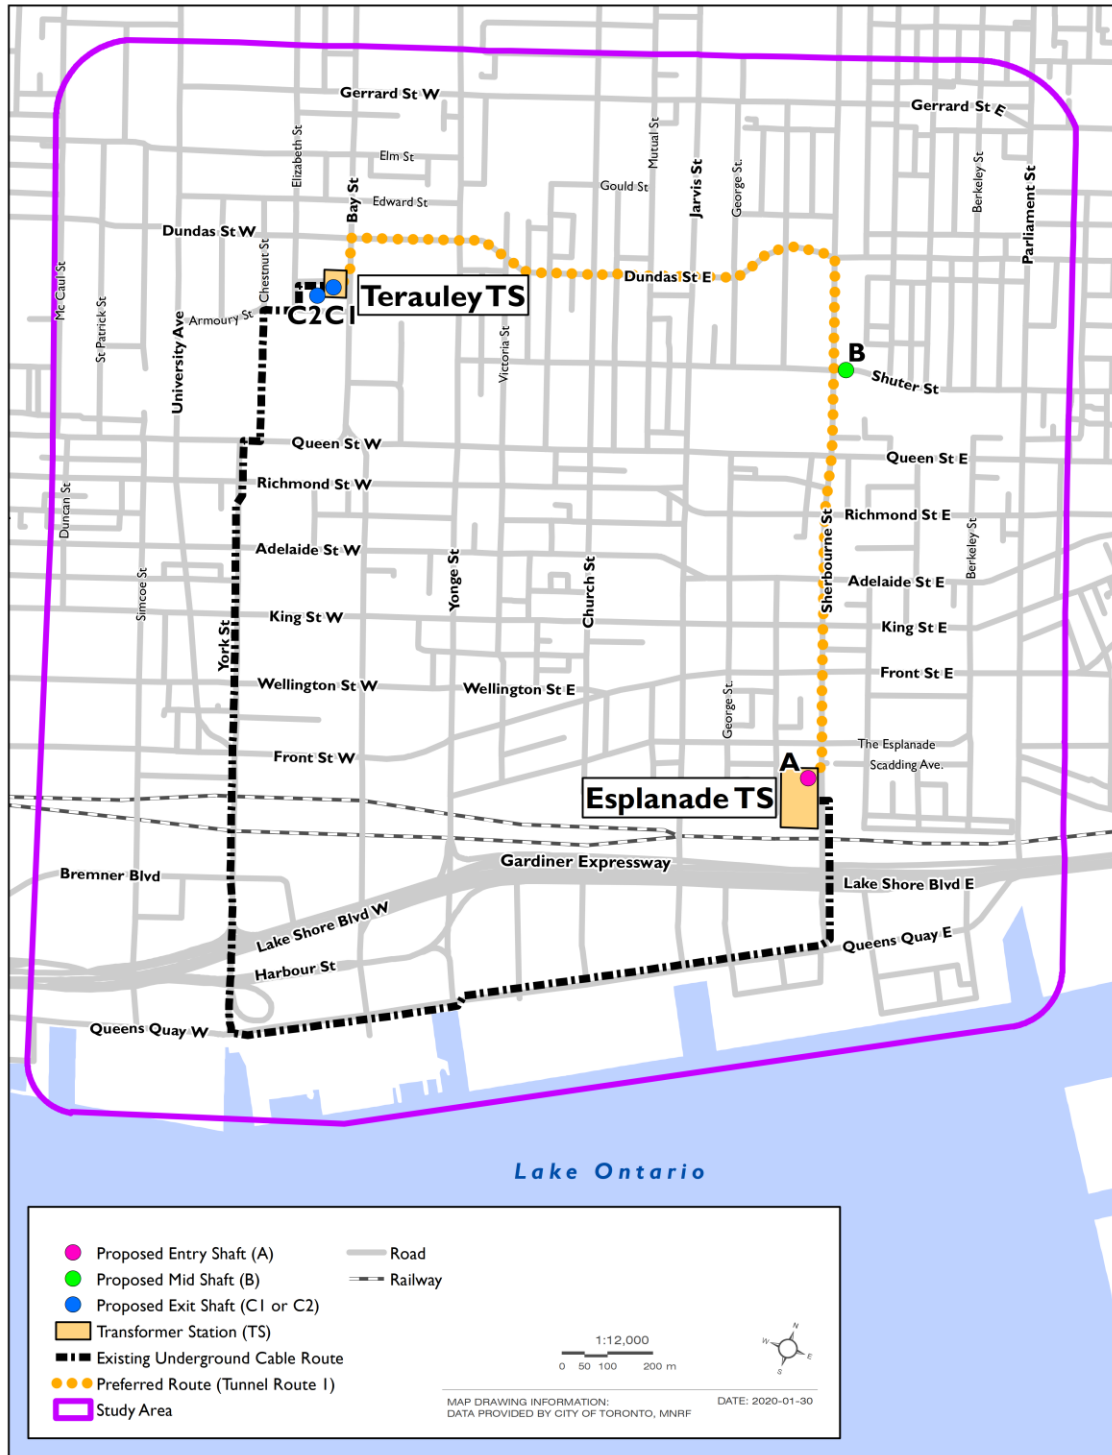 Gerrard St W
Gerrard St E
Elizabeth St
Elm St
Mutual St
Jarvis St
George St.
Berkeley St
Parliament St
Bay St
Edward St
Gould St
Dundas St W
Chestnut St
Dundas St E
Mc Caul St
St Patrick St
University Ave
Armoury St
Terauley TS
C2
C1
Victoria St
B
Shuter St
Queen St W
Queen St E
Richmond St W
Duncan St
Richmond St E
Sherbourne St
Berkeley St
Adelaide St W
Adelaide St E
Simcoe St
Yonge St
Church St
King St W
King St E
York St
Wellington St W
Wellington St E
Front St E
George St.
Front St W
The Esplanade
Scadding Ave.
A
Esplanade TS
Gardiner Expressway
Bremner Blvd
Lake Shore Blvd E
Lake Shore Blvd W
Queens Quay E
Harbour St
Queens Quay W
Lake Ontario
Proposed Entry Shaft (A)
Road
Proposed Mid Shaft (B)
Railway
Proposed Exit Shaft (C1 or C2)
Transformer Station (TS)
Existing Underground Cable Route
Preferred Route (Tunnel Route 1)
Study Area
1:12,000
0 50 100 200 m
N
W
E
S
MAP DRAWING INFORMATION:
DATA PROVIDED BY CITY OF TORONTO, MNRF
DATE: 2020-01-30